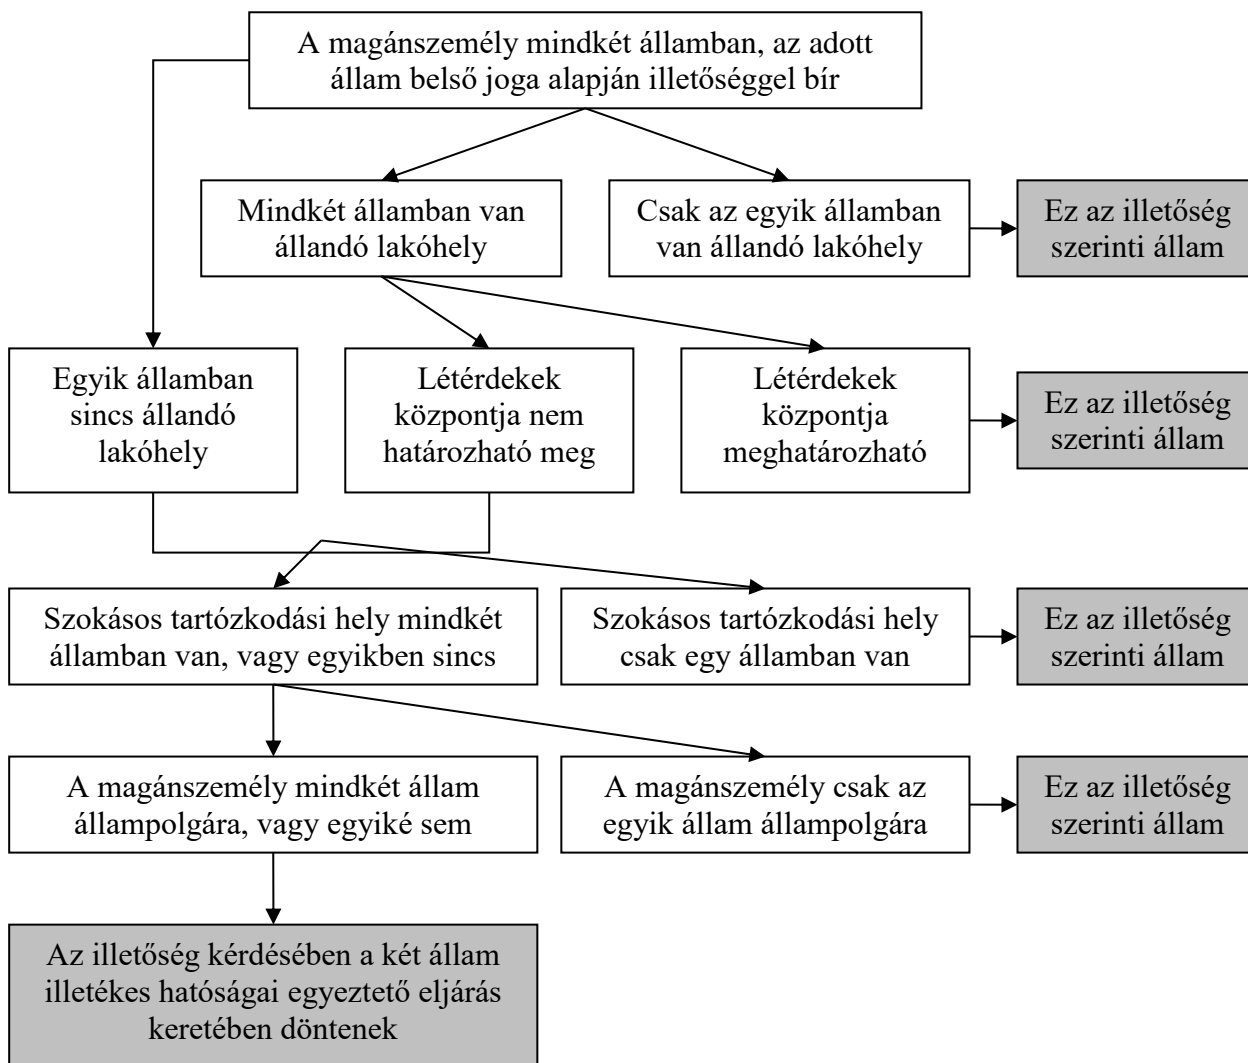 A magánszemély mindkét államban, az adott
állam belső joga alapján illetőséggel bír
Mindkét államban van
állandó lakóhely
Csak az egyik államban
van állandó lakóhely
Ez az illetőség
szerinti állam
Egyik államban
sincs állandó
lakóhely
Létérdekek
központja nem
határozható meg
Létérdekek
központja
meghatározható
Ez az illetőség
szerinti állam
Szokásos tartózkodási hely mindkét
államban van, vagy egyikben sincs
Szokásos tartózkodási hely
csak egy államban van
Ez az illetőség
szerinti állam
A magánszemély mindkét állam
állampolgára, vagy egyiké sem
A magánszemély csak az
egyik állam állampolgára
Ez az illetőség
szerinti állam
Az illetőség kérdésében a két állam
illetékes hatóságai egyeztető eljárás
keretében döntenek